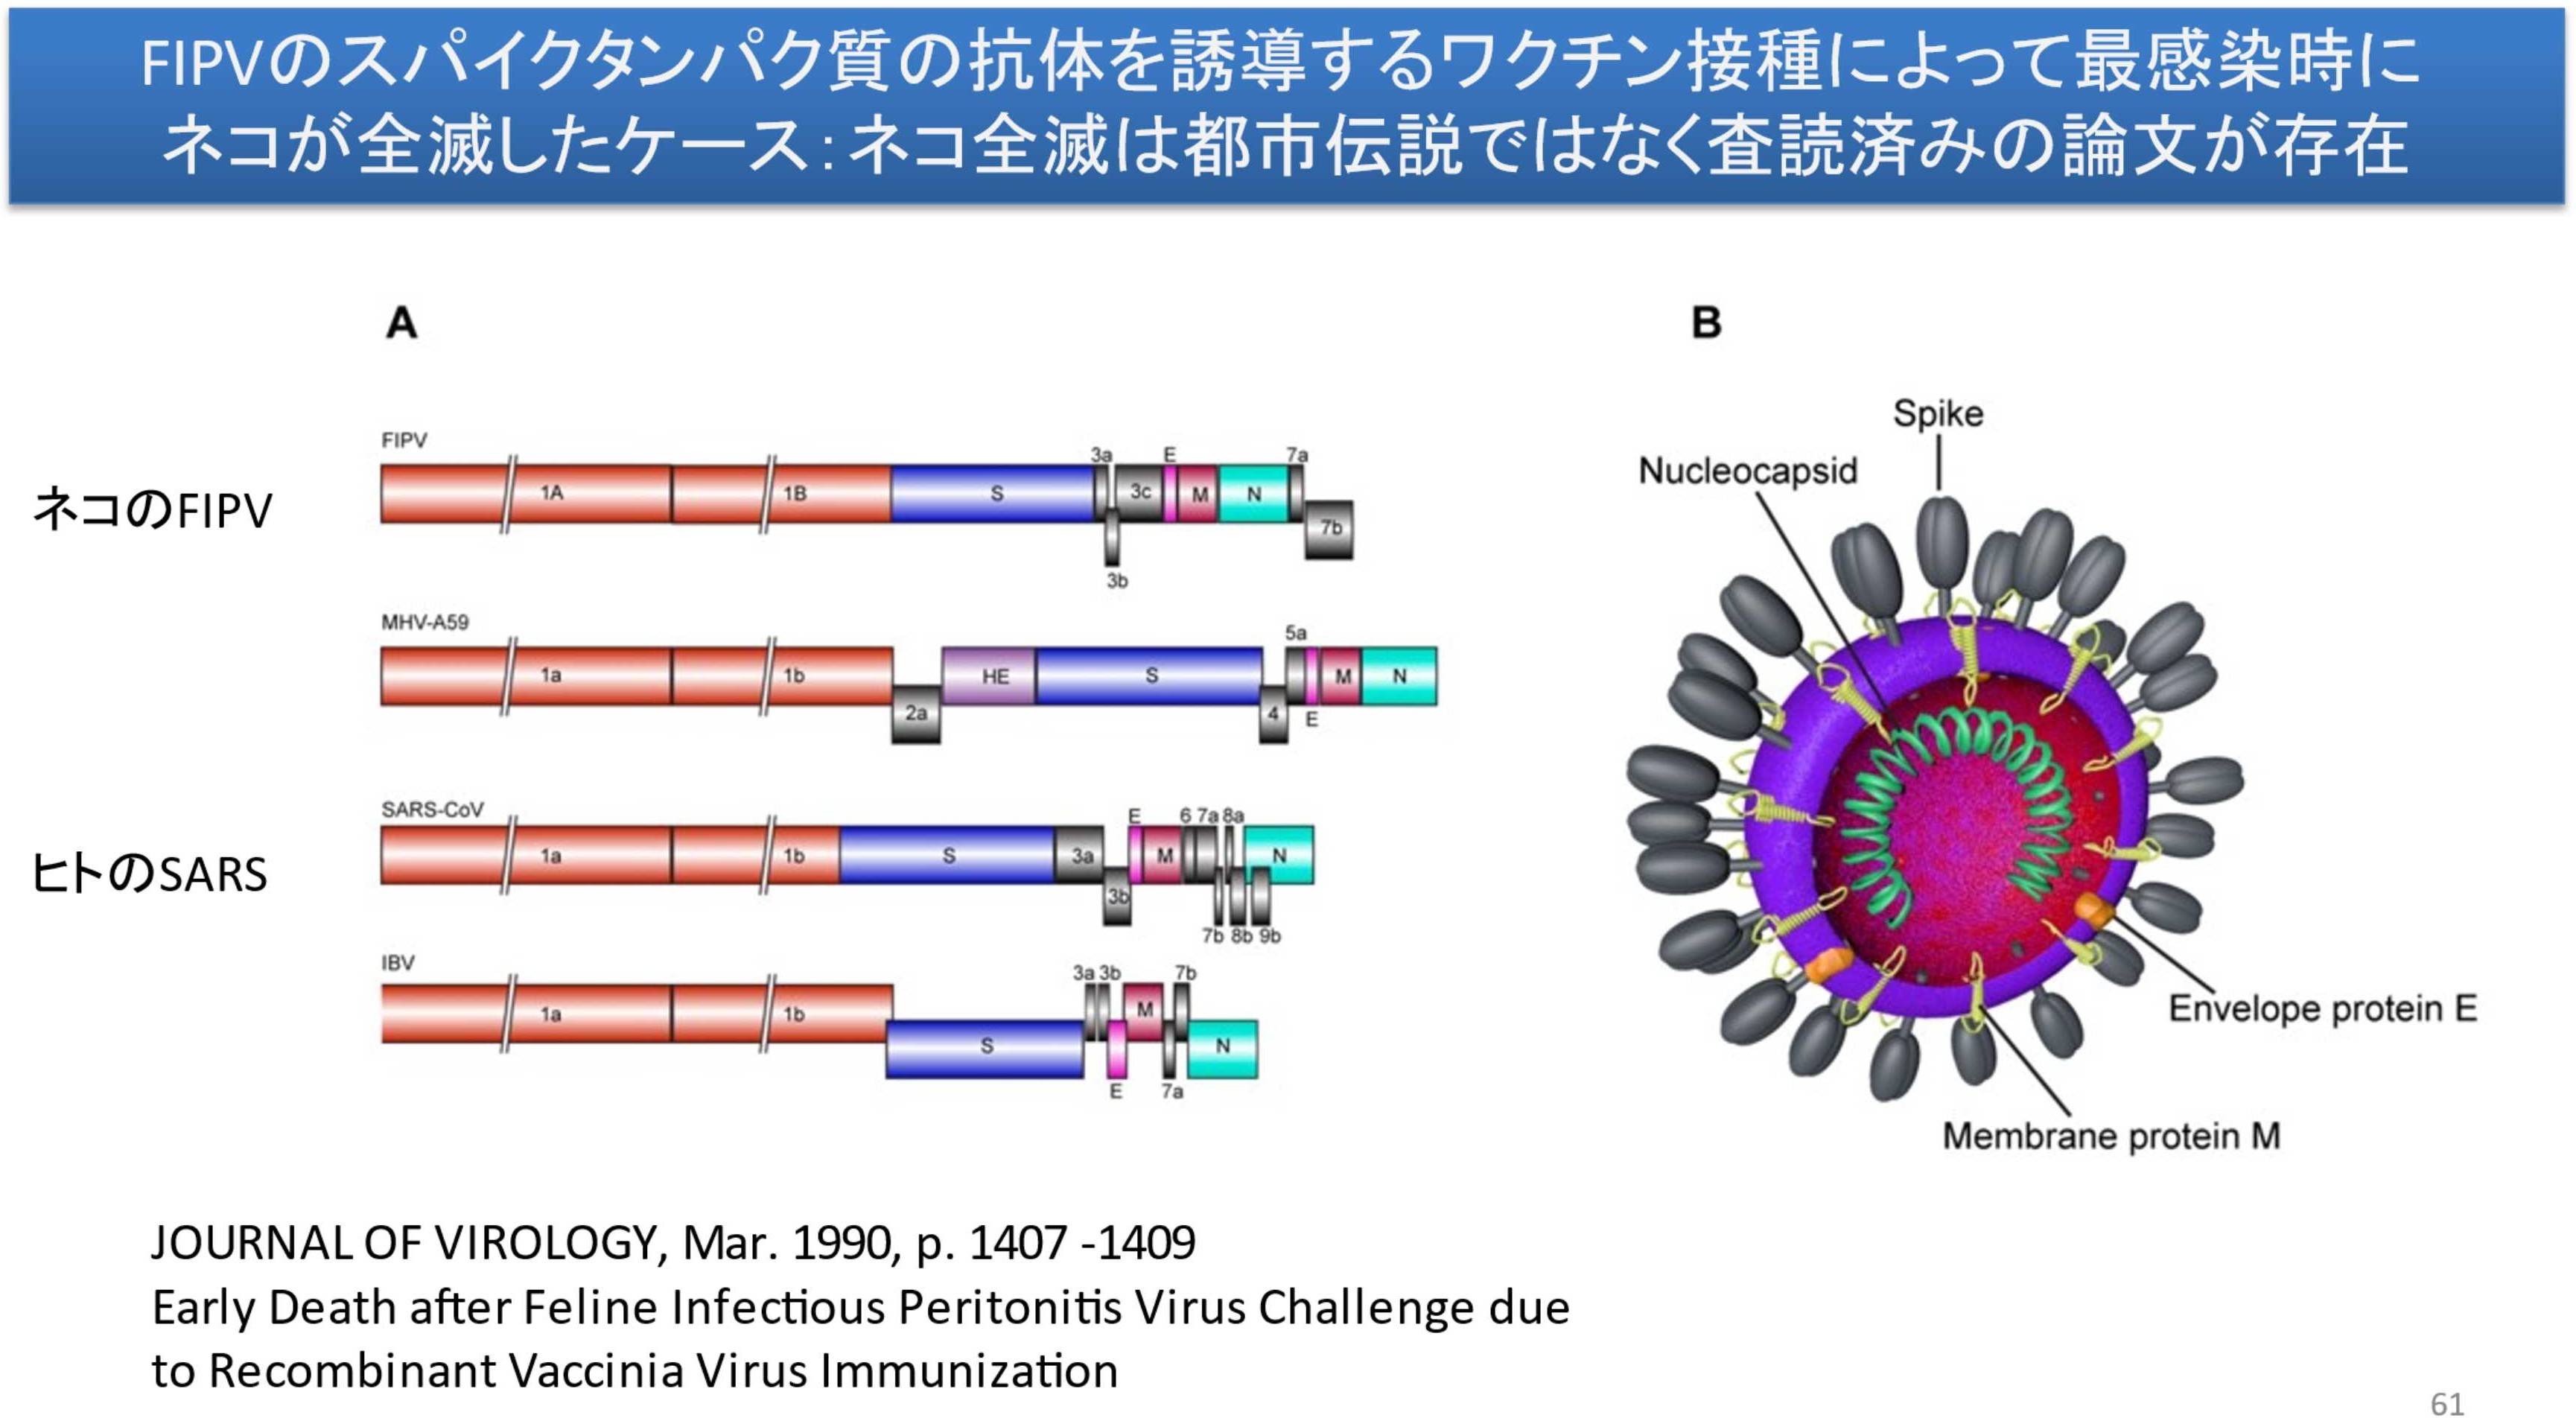 FIPVのスパイクタンパク質の抗体を誘導するワクチン接種によって最感染時に
ネコが全滅したケース：ネコ全滅は都市伝説ではなく査読済みの論文が存在
A
ネコのFIPV
FIPV
1A 1B S 3a 3b 3c E M N 7a 7b
MHV-A59
1a 1b 2a HE S 4 5a E M N
ヒトのSARS
SARS-CoV
1a 1b S 3a 3b E M 6 7a 7b 8a 8b 9b N
IBV
1a 1b S 3a 3b E M 7a 7b N
B
Spike
Nucleocapsid
Envelope protein E
Membrane protein M
JOURNAL OF VIROLOGY, Mar. 1990, p. 1407 -1409
Early Death after Feline Infectious Peritonitis Virus Challenge due
to Recombinant Vaccinia Virus Immunization
61